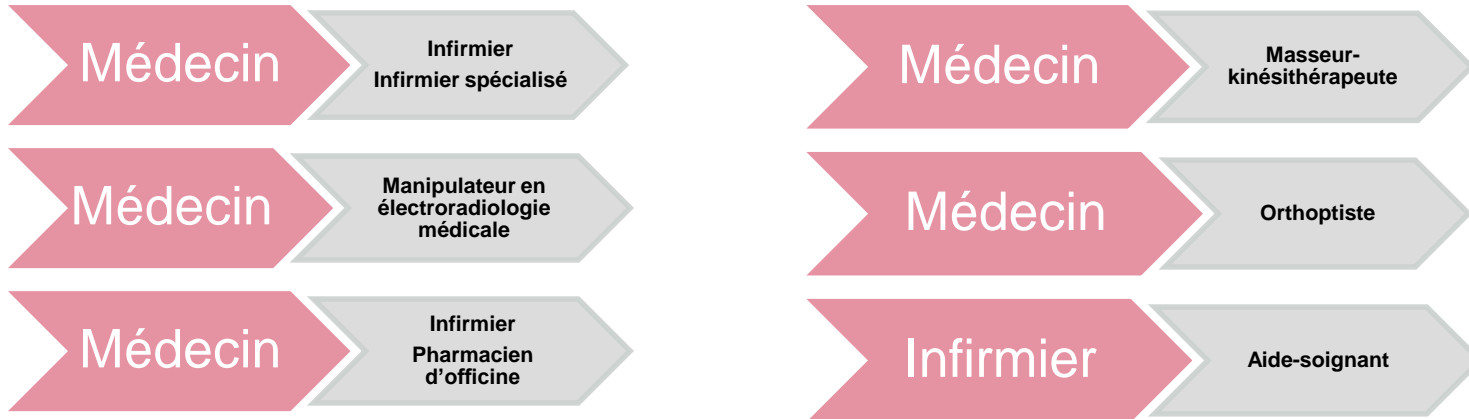 Médecin
Infirmier
Infirmier spécialisé
Médecin
Manipulateur en
électroradiologie
médicale
Médecin
Infirmier
Pharmacien
d’officine
Médecin
Masseur-
kinésithérapeute
Médecin
Orthoptiste
Infirmier
Aide-soignant